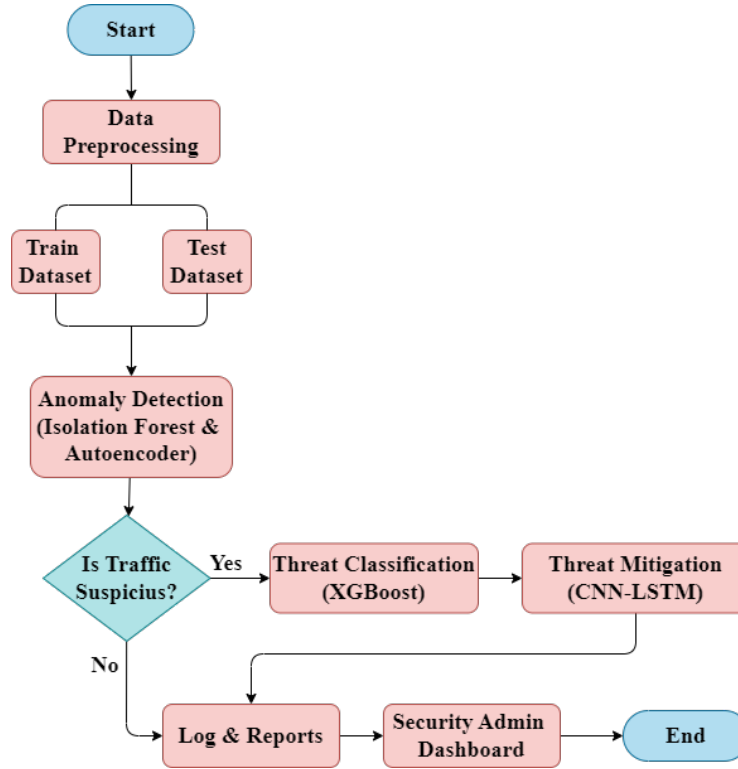 Start
Data
Preprocessing
Train
Dataset
Test
Dataset
Anomaly Detection
(Isolation Forest &
Autoencoder)
Is Traffic
Suspicius?
Yes
Threat Classification
(XGBoost)
Threat Mitigation
(CNN-LSTM)
No
Log & Reports
Security Admin
Dashboard
End